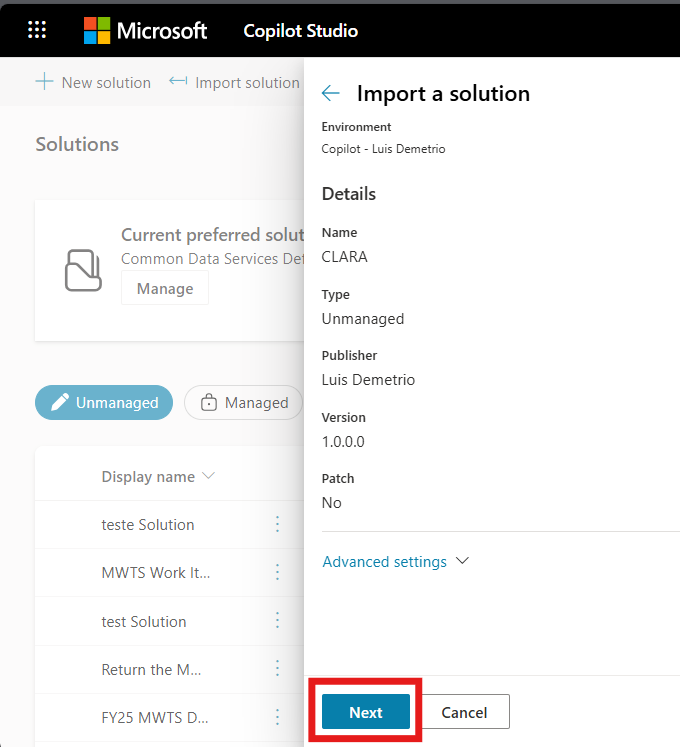 Microsoft Copilot Studio
New solution Import solution
Solutions
Current preferred solut
Common Data Services Def
Manage
Unmanaged Managed
Display name
teste Solution
MWTS Work It...
test Solution
Return the M...
FY25 MWTS D...
Import a solution
Environment
Copilot - Luis Demetrio
Details
Name
CLARA
Type
Unmanaged
Publisher
Luis Demetrio
Version
1.0.0.0
Patch
No
Advanced settings
Next Cancel